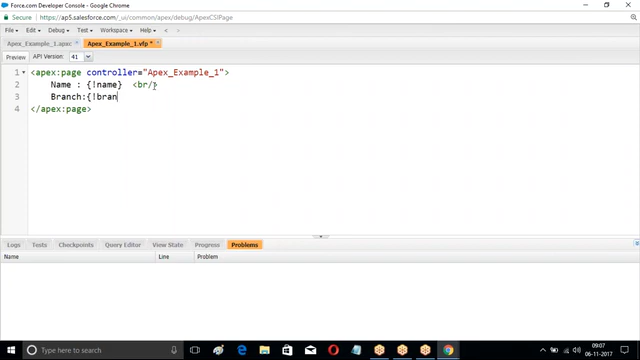 Force.com Developer Console - Google Chrome
Secure https://ap5.salesforce.com/_ui/common/apex/debug/ApexCSIPage
File Edit Debug Test Workspace Help < >
Apex_Example_1.apxc Apex_Example_1.vfp *
Preview API Version: 41
1 <apex:page controller="Apex_Example_1">
2 Name : {!name} <br/>
3 Branch:{!bran
4 </apex:page>
Logs Tests Checkpoints Query Editor View State Progress Problems
Name Line Problem
Type here to search
09:07
06-11-2017